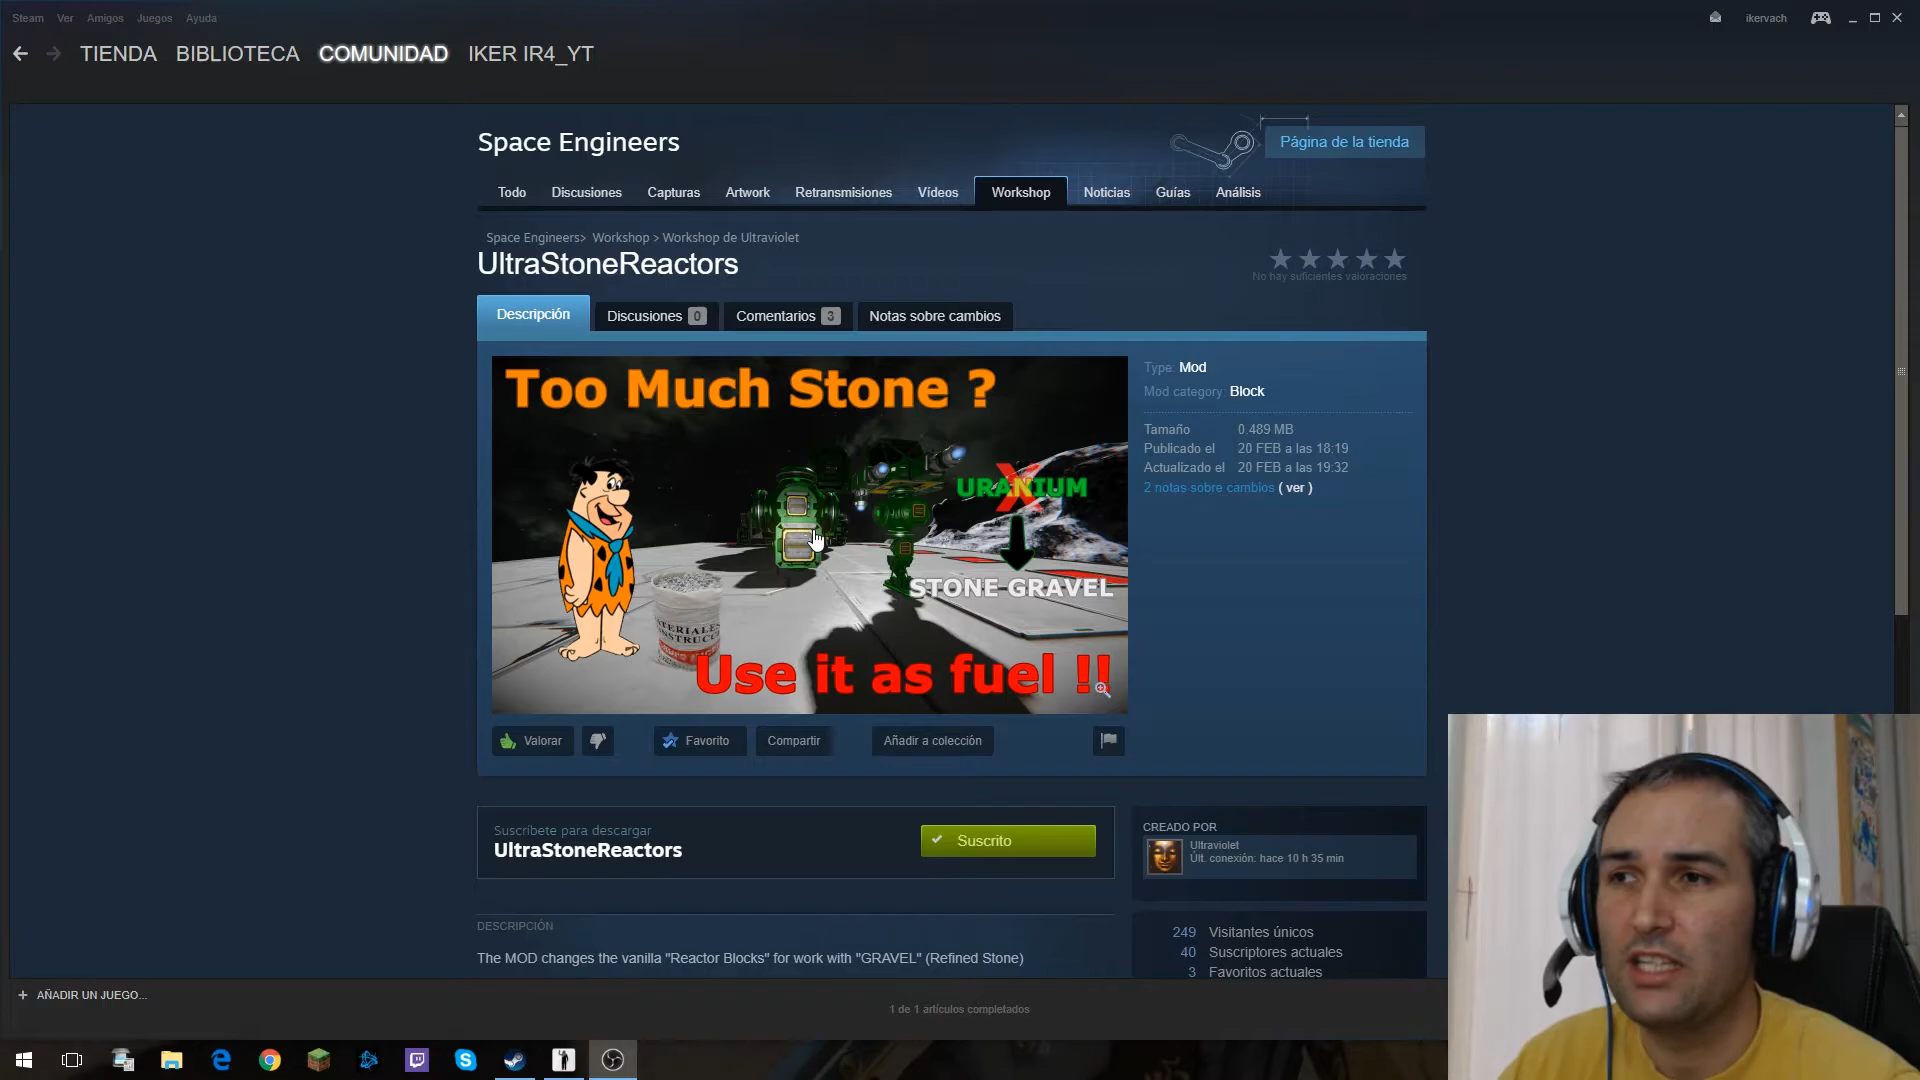 Steam Ver Amigos Juegos Ayuda
ikervach
TIENDA BIBLIOTECA COMUNIDAD IKER IR4_YT
Space Engineers
Página de la tienda
Todo Discusiones Capturas Artwork Retransmisiones Vídeos Workshop Noticias Guías Análisis
Space Engineers> Workshop > Workshop de Ultraviolet
UltraStoneReactors
No hay suficientes valoraciones
Descripción Discusiones 0 Comentarios 3 Notas sobre cambios
Too Much Stone ?
URANIUM
X
STONE GRAVEL
Use it as fuel !!
Type: Mod
Mod category: Block
Tamaño 0.489 MB
Publicado el 20 FEB a las 18:19
Actualizado el 20 FEB a las 19:32
2 notas sobre cambios ( ver )
Valorar Favorito Compartir Añadir a colección
Suscríbete para descargar
UltraStoneReactors
Suscrito
CREADO POR
Ultraviolet
Últ. conexión: hace 10 h 35 min
249 Visitantes únicos
40 Suscriptores actuales
3 Favoritos actuales
DESCRIPCIÓN
The MOD changes the vanilla "Reactor Blocks" for work with "GRAVEL" (Refined Stone)
+ AÑADIR UN JUEGO...
1 de 1 artículos completados